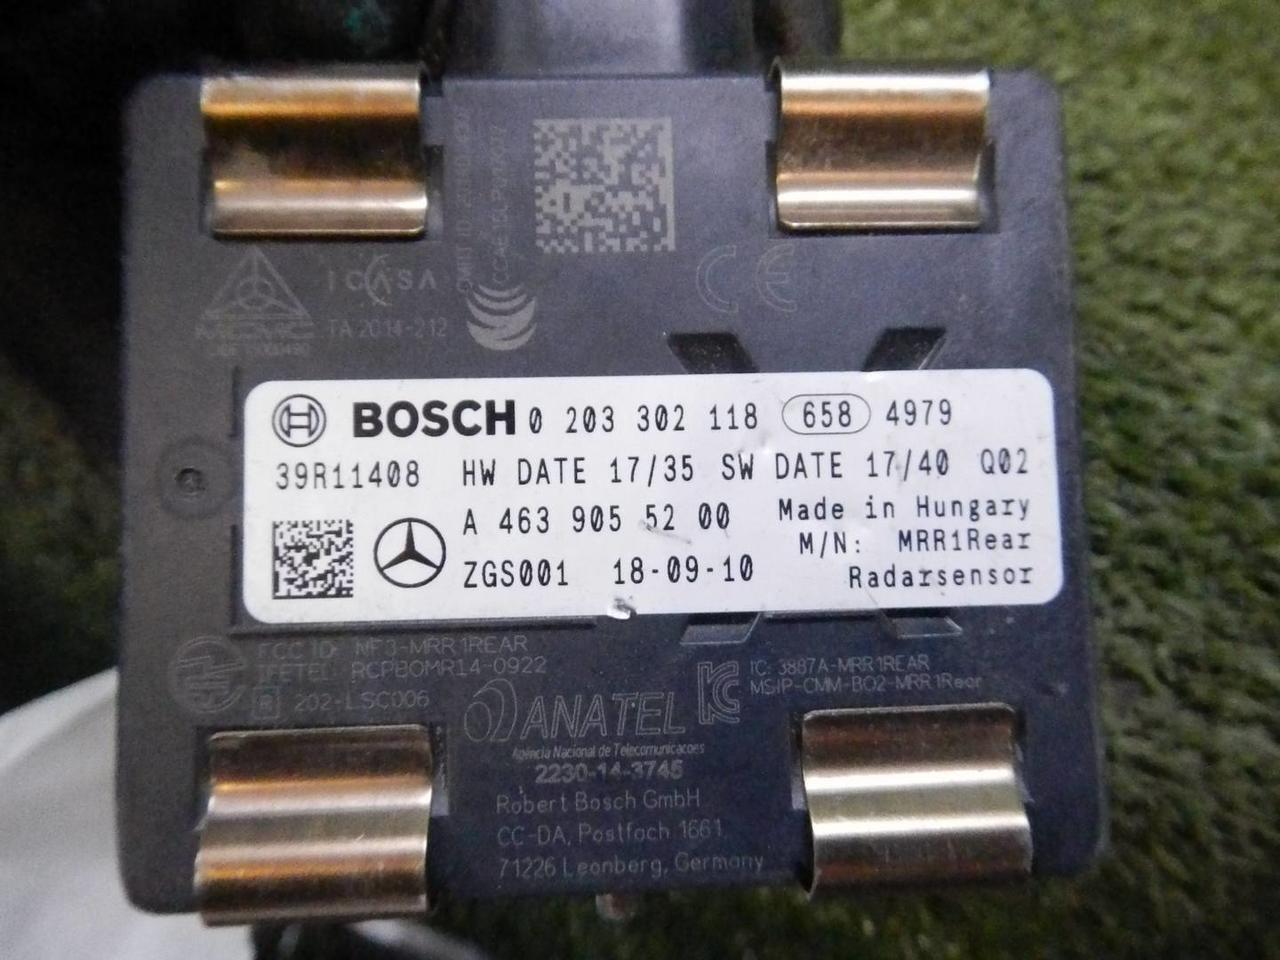 ICASA
TA 2014-212
CE
BOSCH 0 203 302 118 658 4979
39R11408 HW DATE 17/35 SW DATE 17/40 Q02
A 463 905 52 00 Made in Hungary
M/N: MRR1Rear
ZGS001 18-09-10 Radarsensor
FCC ID NF3-MRR1REAR
IFETEL RCPBOMR14-0922
R 202-LSC006
IC: 3887A-MRR1REAR
MSIP-CMM-BO2-MRR1Rear
ANATEL
Agência Nacional de Telecomunicacoes
2230-14-3745
Robert Bosch GmbH
CC-DA, Postfach 1661,
71226 Leonberg, Germany